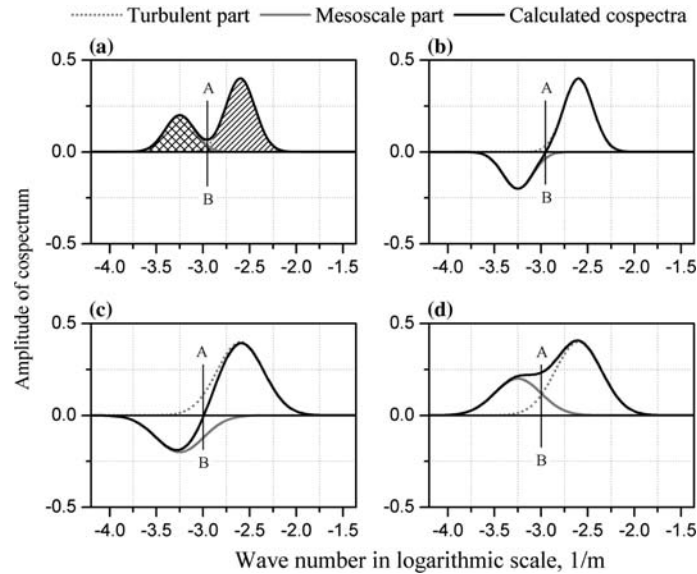 Turbulent part Mesoscale part Calculated cospectra
(a) (b)
0.5 0.5
A A
0.0 0.0
B B
-0.5 -0.5
-4.0 -3.5 -3.0 -2.5 -2.0 -1.5 -4.0 -3.5 -3.0 -2.5 -2.0 -1.5
(c) (d)
0.5 0.5
A A
0.0 0.0
B B
-0.5 -0.5
-4.0 -3.5 -3.0 -2.5 -2.0 -1.5 -4.0 -3.5 -3.0 -2.5 -2.0 -1.5
Amplitude of cospectrum
Wave number in logarithmic scale, 1/m